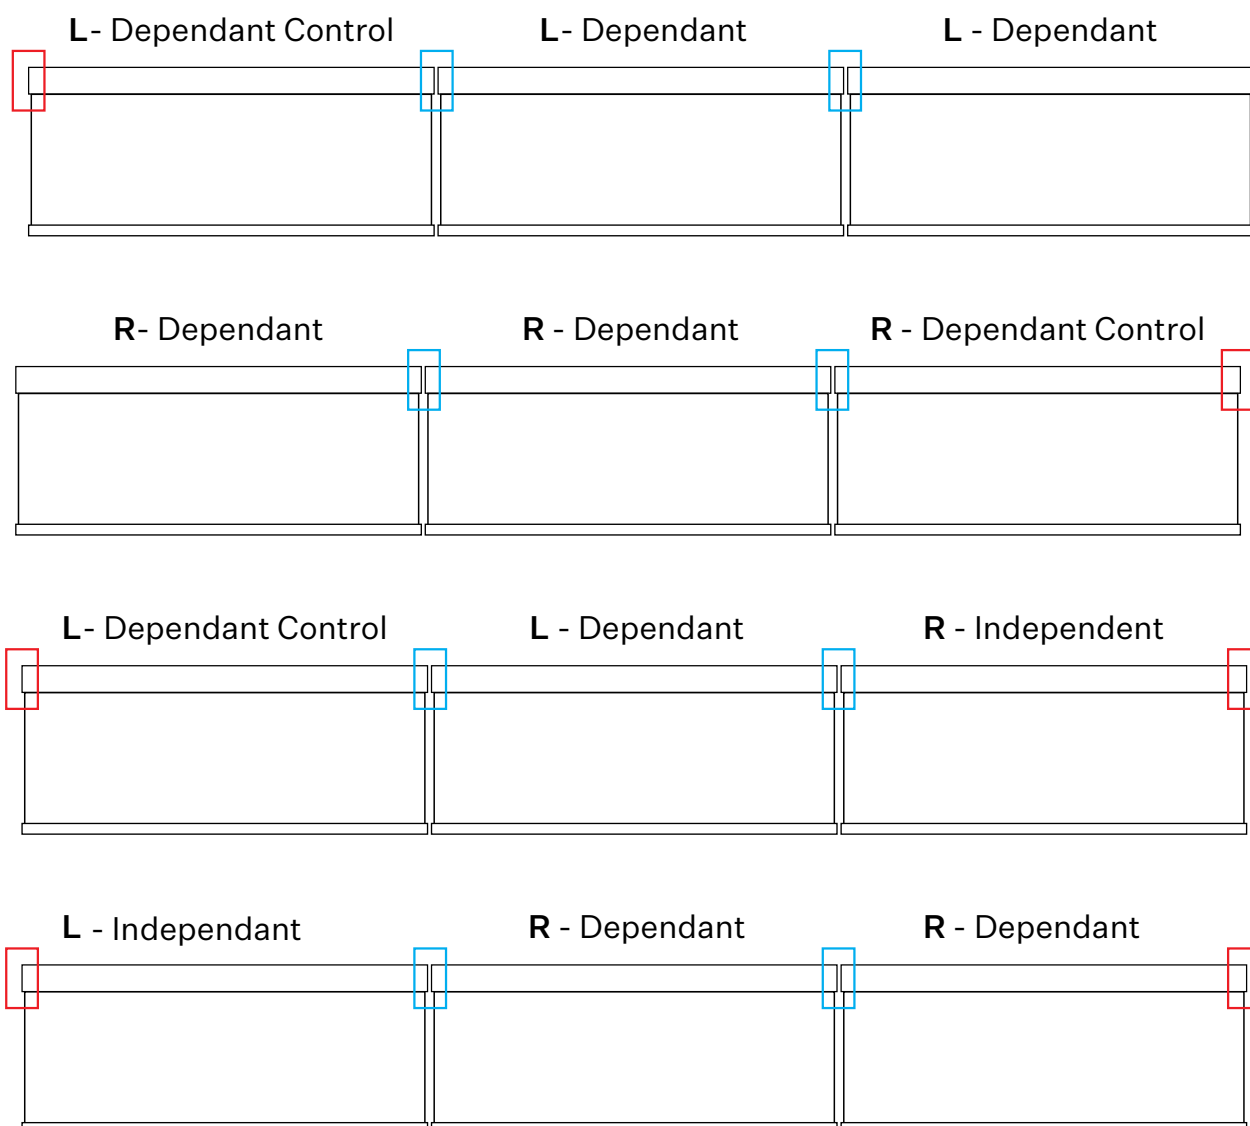 L- Dependant Control L- Dependant L - Dependant
R- Dependant R - Dependant R - Dependant Control
L- Dependant Control L - Dependant R - Independent
L - Independant R - Dependant R - Dependant